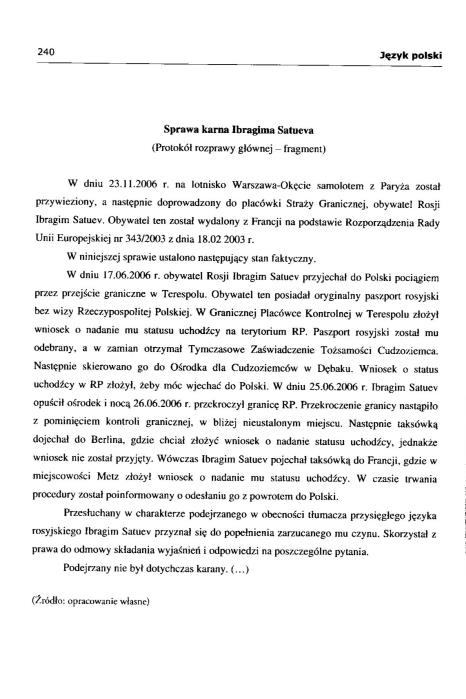 240
Język polski
Sprawa karna Ibragima Satueva
(Protokół rozprawy głównej – fragment)
W dniu 23.11.2006 r. na lotnisko Warszawa-Okęcie samolotem z Paryża został
przywieziony, a następnie doprowadzony do placówki Straży Granicznej, obywatel Rosji
Ibragim Satuev. Obywatel ten został wydalony z Francji na podstawie Rozporządzenia Rady
Unii Europejskiej nr 343/2003 z dnia 18.02 2003 r.
W niniejszej sprawie ustalono następujący stan faktyczny.
W dniu 17.06.2006 r. obywatel Rosji Ibragim Satuev przyjechał do Polski pociągiem
przez przejście graniczne w Terespolu. Obywatel ten posiadał oryginalny paszport rosyjski
bez wizy Rzeczypospolitej Polskiej. W Granicznej Placówce Kontrolnej w Terespolu złożył
wniosek o nadanie mu statusu uchodźcy na terytorium RP. Paszport rosyjski został mu
odebrany, a w zamian otrzymał Tymczasowe Zaświadczenie Tożsamości Cudzoziemca.
Następnie skierowano go do Ośrodka dla Cudzoziemców w Dębaku. Wniosek o status
uchodźcy w RP złożył, żeby móc wjechać do Polski. W dniu 25.06.2006 r. Ibragim Satuev
opuścił ośrodek i nocą 26.06.2006 r. przekroczył granicę RP. Przekroczenie granicy nastąpiło
z pominięciem kontroli granicznej, w bliżej nieustalonym miejscu. Następnie taksówką
dojechał do Berlina, gdzie chciał złożyć wniosek o nadanie statusu uchodźcy, jednakże
wniosek nie został przyjęty. Wówczas Ibragim Satuev pojechał taksówką do Francji, gdzie w
miejscowości Metz złożył wniosek o nadanie mu statusu uchodźcy. W czasie trwania
procedury został poinformowany o odesłaniu go z powrotem do Polski.
Przesłuchany w charakterze podejrzanego w obecności tłumacza przysięgłego języka
rosyjskiego Ibragim Satuev przyznał się do popełnienia zarzucanego mu czynu. Skorzystał z
prawa do odmowy składania wyjaśnień i odpowiedzi na poszczególne pytania.
Podejrzany nie był dotychczas karany. (…)
(Źródło: opracowanie własne)